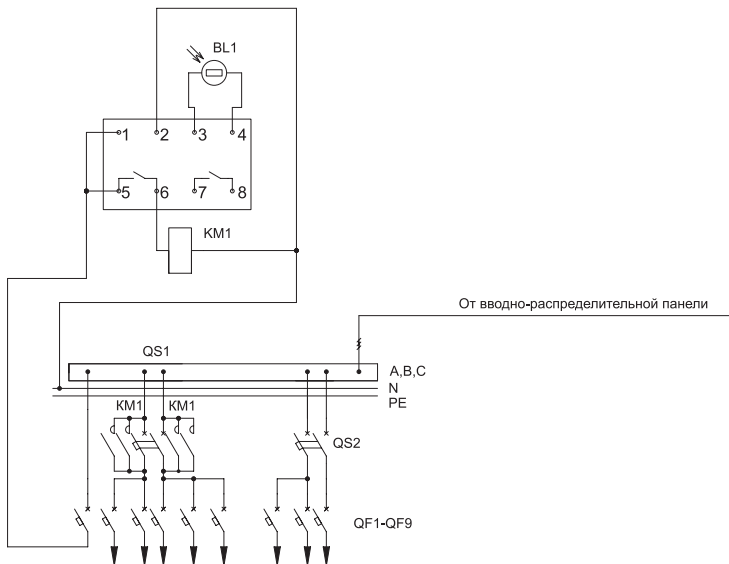 BL1
1 2 3 4
5 6 7 8
KM1
От вводно-распределительной панели
QS1
A,B,C
N
PE
KM1 KM1
QS2
QF1-QF9